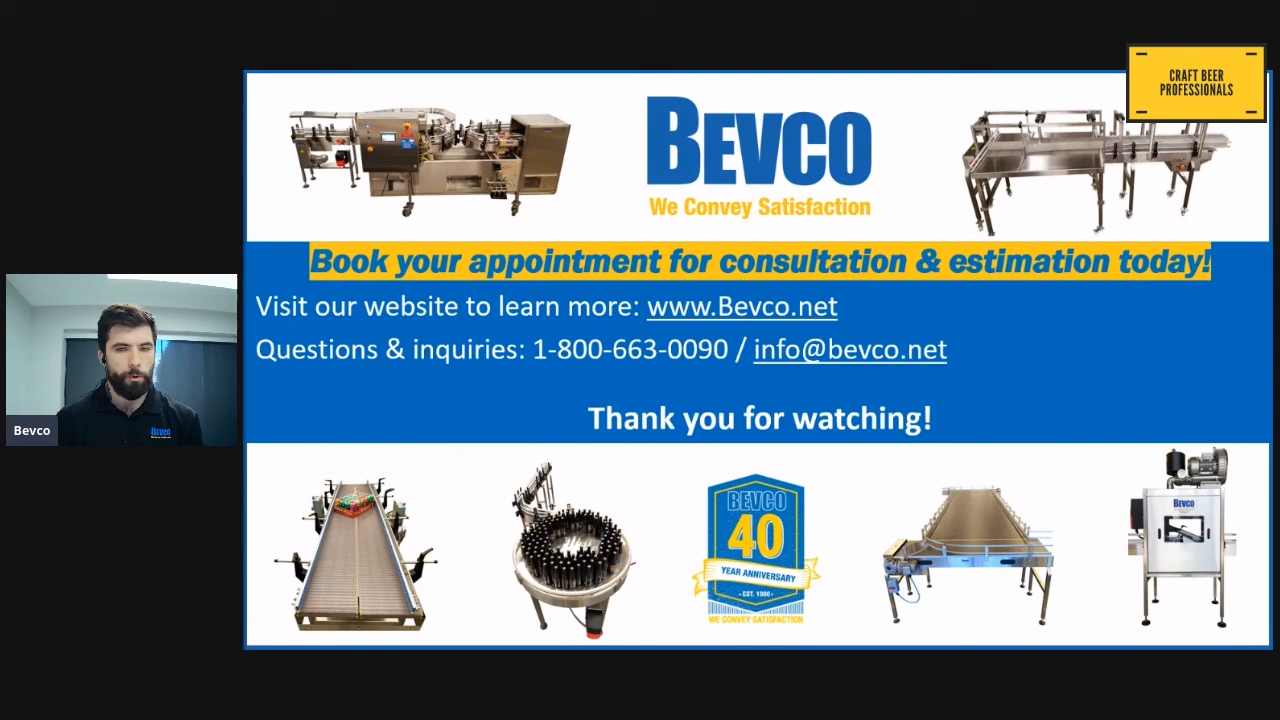 CRAFT BEER
PROFESSIONALS
BEVCO
We Convey Satisfaction
Book your appointment for consultation & estimation today!
Visit our website to learn more: www.Bevco.net
Questions & inquiries: 1-800-663-0090 / info@bevco.net
Thank you for watching!
Bevco
BEVCO
BEVCO
40
YEAR ANNIVERSARY
WE CONVEY SATISFACTION
BEVCO